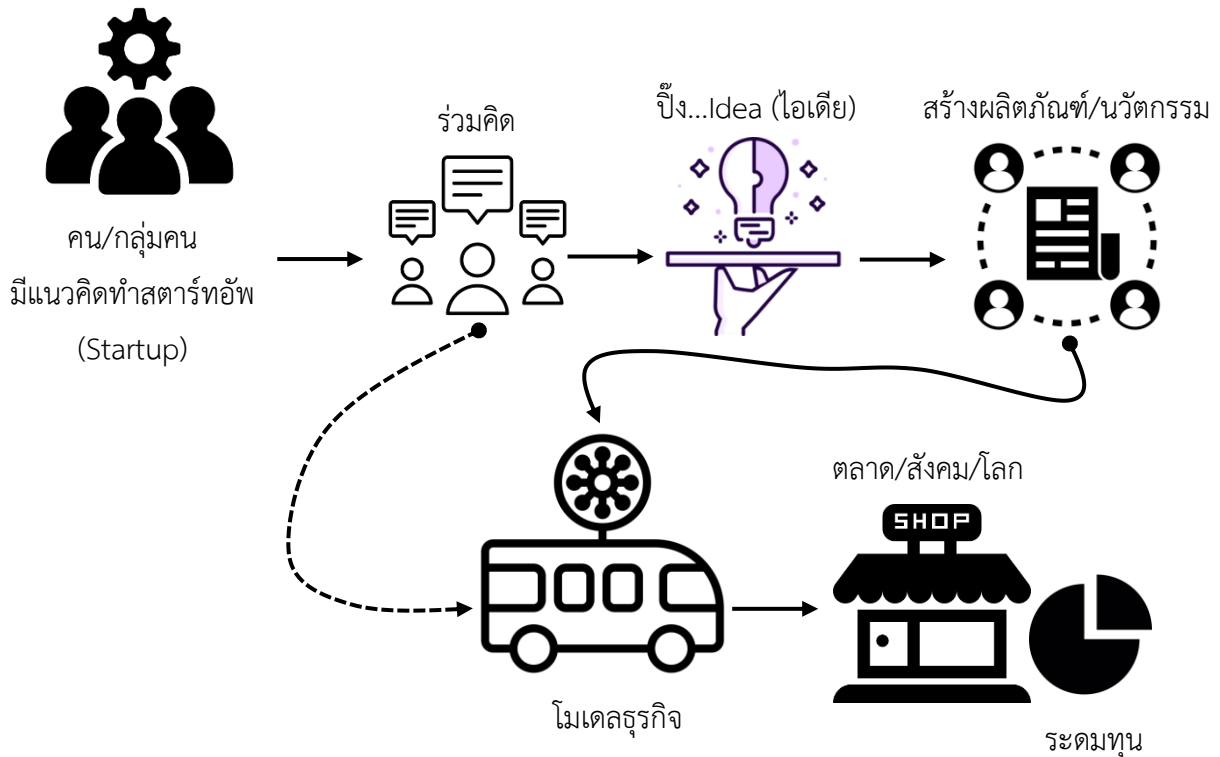 คน/กลุ่มคน
มีแนวคิดทำสตาร์ทอัพ
(Startup)
ร่วมคิด
ปิ๊ง...Idea (ไอเดีย)
สร้างผลิตภัณฑ์/นวัตกรรม
โมเดลธุรกิจ
ตลาด/สังคม/โลก
SHOP
ระดมทุน